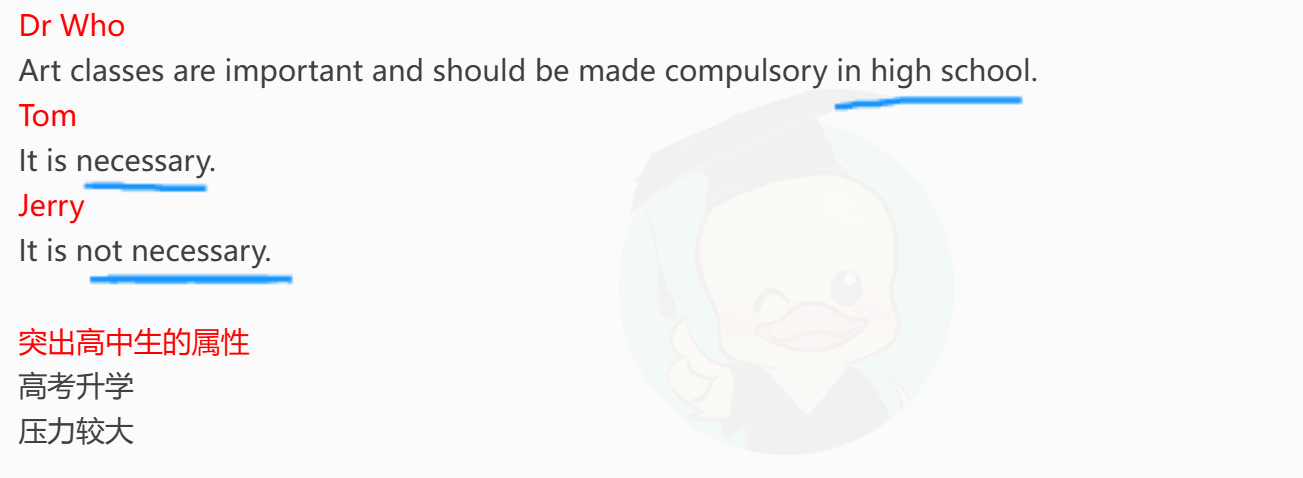 Dr Who
Art classes are important and should be made compulsory in high school.
Tom
It is necessary.
Jerry
It is not necessary.
突出高中生的属性
高考升学
压力较大